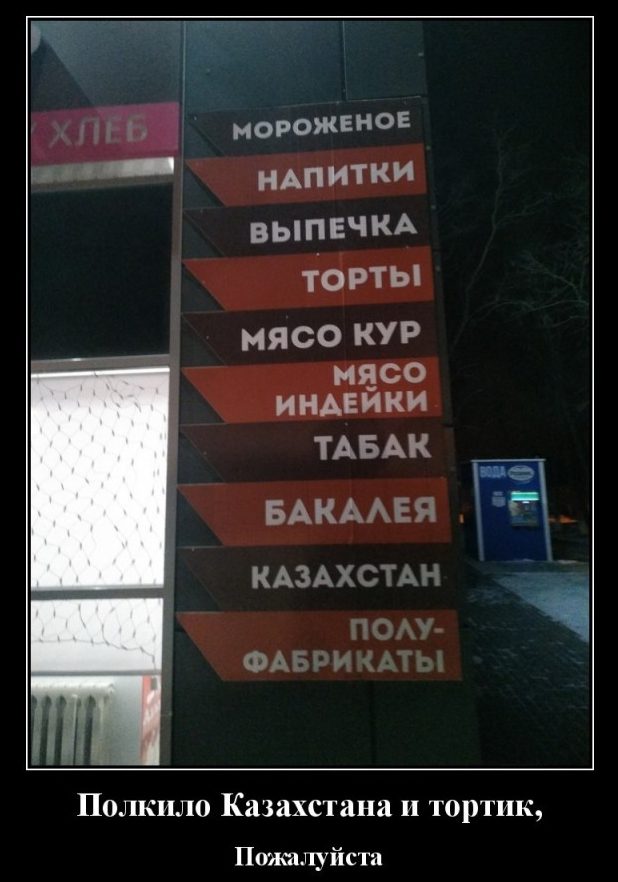 ХЛЕБ
МОРОЖЕНОЕ
НАПИТКИ
ВЫПЕЧКА
ТОРТЫ
МЯСО КУР
МЯСО
ИНДЕЙКИ
ТАБАК
БАКАЛЕЯ
КАЗАХСТАН
ПОЛУ-
ФАБРИКАТЫ
ВОДА
Полкило Казахстана и тортик,
Пожалуйста